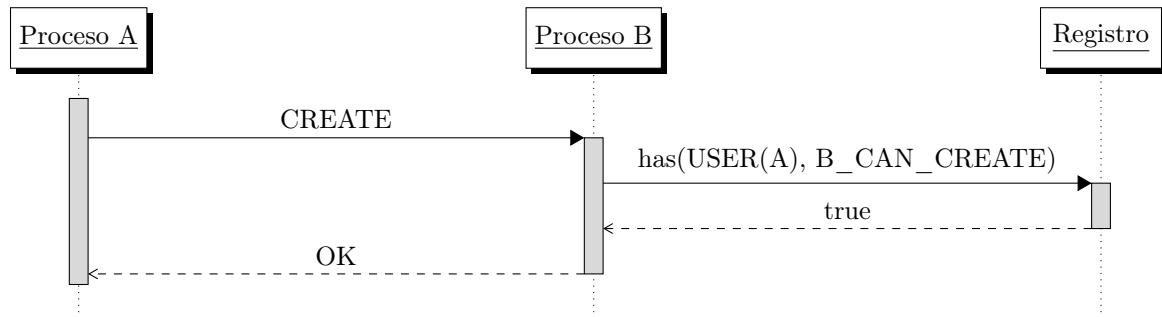 Proceso A
Proceso B
Registro
CREATE
has(USER(A), B_CAN_CREATE)
true
OK